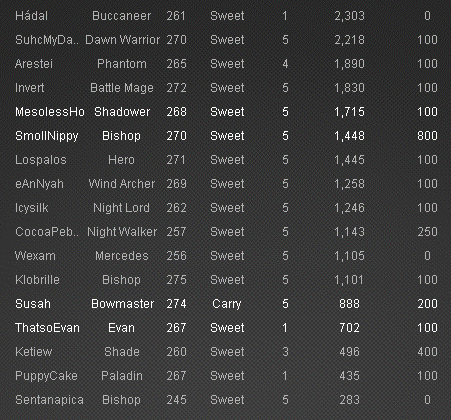 Hádal Buccaneer 261 Sweet 1 2,303 0
SuhcMyDa.. Dawn Warrior 270 Sweet 5 2,218 100
Arestei Phantom 265 Sweet 4 1,890 100
Invert Battle Mage 272 Sweet 5 1,830 100
MesolessHo Shadower 268 Sweet 5 1,715 100
SmollNippy Bishop 270 Sweet 5 1,448 800
Lospalos Hero 271 Sweet 5 1,445 100
eAnNyah Wind Archer 269 Sweet 5 1,258 100
Icysilk Night Lord 262 Sweet 5 1,246 100
CocoaPeb.. Night Walker 257 Sweet 5 1,143 250
Wexam Mercedes 256 Sweet 5 1,105 0
Klobrille Bishop 275 Sweet 5 1,101 100
Susah Bowmaster 274 Carry 5 888 200
ThatsoEvan Evan 267 Sweet 1 702 100
Ketiew Shade 260 Sweet 3 496 400
PuppyCake Paladin 267 Sweet 1 435 100
Sentanapica Bishop 245 Sweet 5 283 0